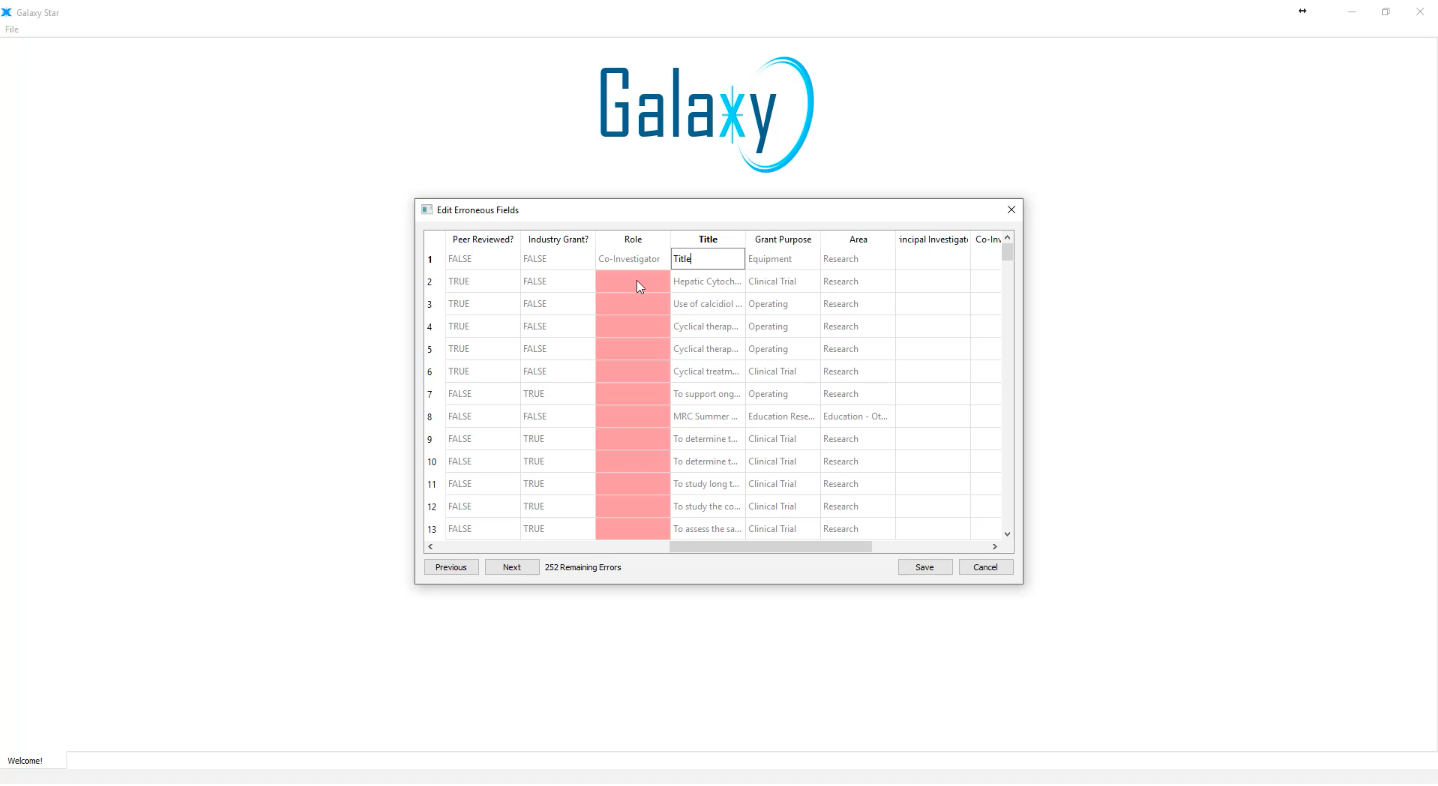 Galaxy Star
File
Galaxy
Edit Erroneous Fields
Peer Reviewed? Industry Grant? Role Title Grant Purpose Area rincipal Investigato Co-Inv
1 FALSE FALSE Co-Investigator Title Equipment Research
2 TRUE FALSE Hepatic Cytoch... Clinical Trial Research
3 TRUE FALSE Use of calcidiol ... Operating Research
4 TRUE FALSE Cyclical therap... Operating Research
5 TRUE FALSE Cyclical therap... Operating Research
6 TRUE FALSE Cyclical treatm... Clinical Trial Research
7 FALSE TRUE To support ong... Operating Research
8 FALSE FALSE MRC Summer ... Education Rese... Education - Ot...
9 FALSE TRUE To determine t... Clinical Trial Research
10 FALSE TRUE To determine t... Clinical Trial Research
11 FALSE TRUE To study long t... Clinical Trial Research
12 FALSE TRUE To study the co... Clinical Trial Research
13 FALSE TRUE To assess the sa... Clinical Trial Research
Previous Next 252 Remaining Errors Save Cancel
Welcome!